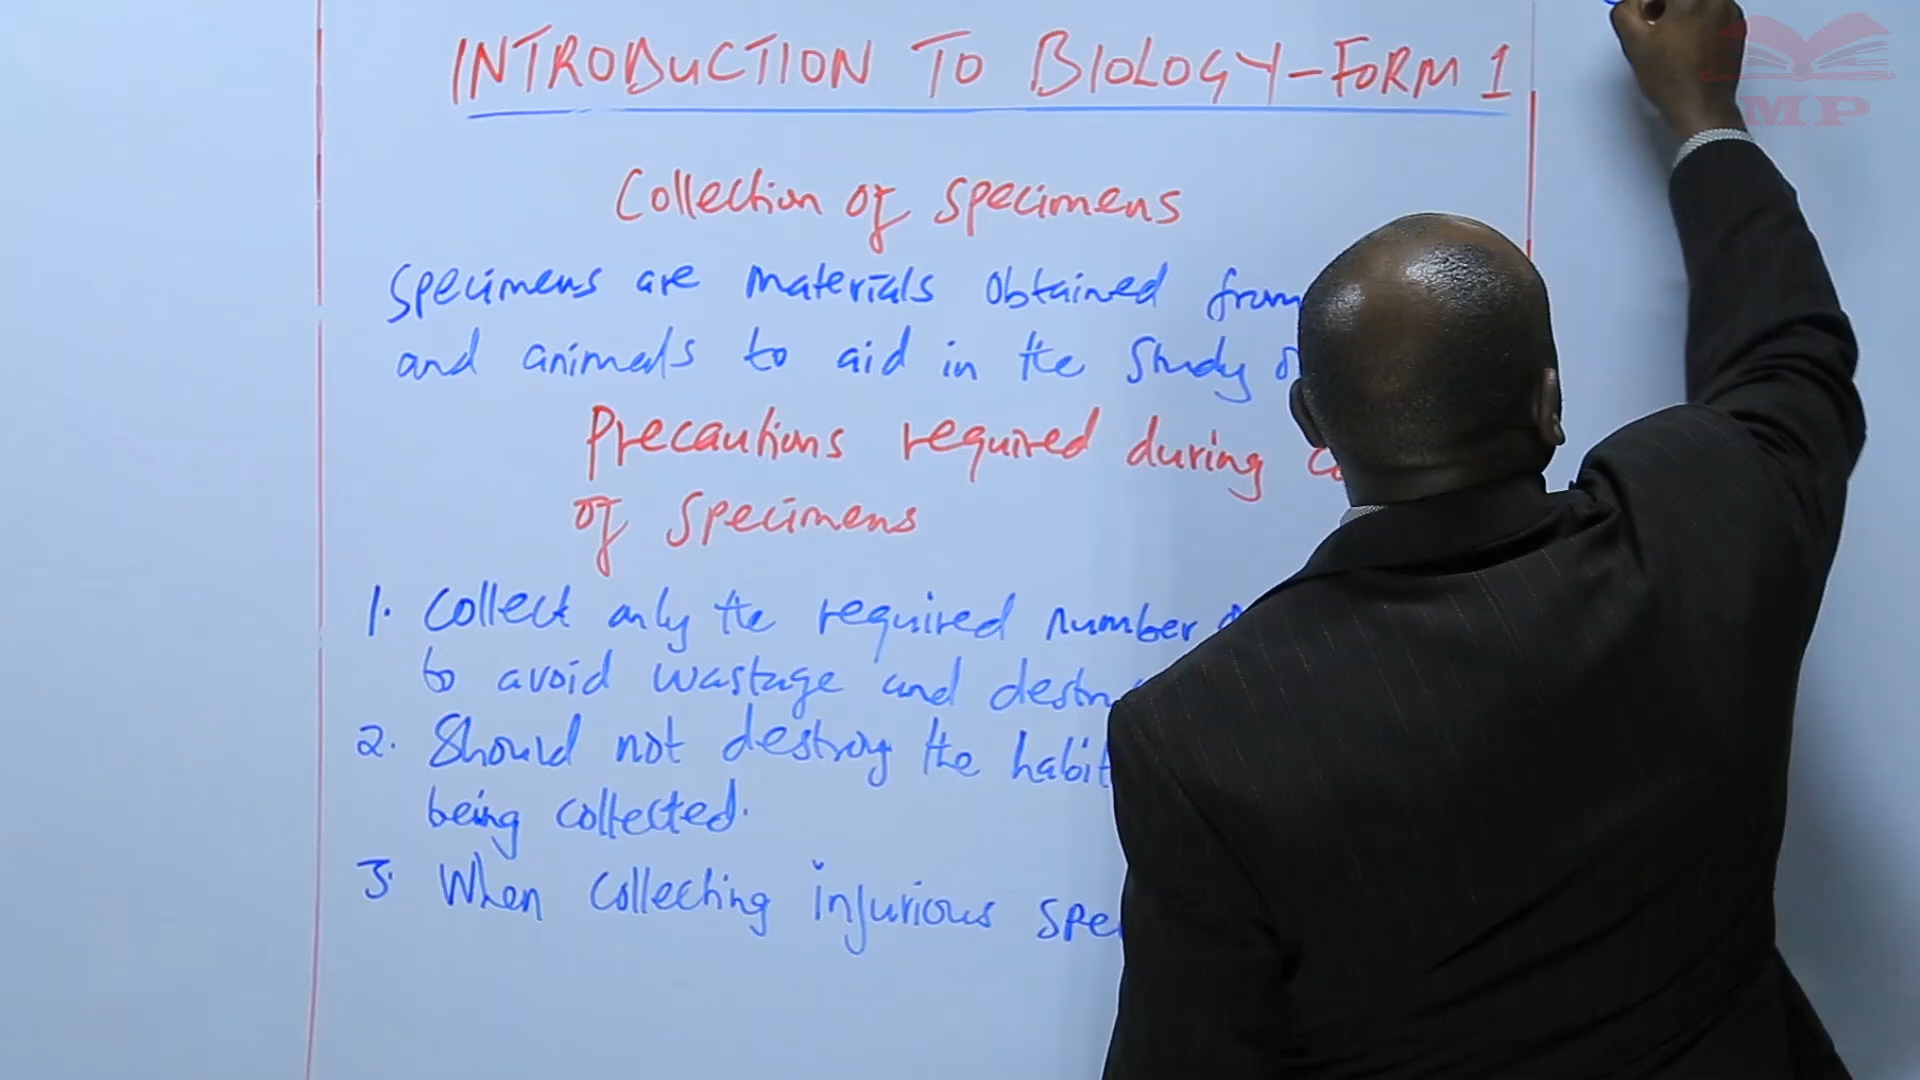 INTRODUCTION TO BIOLOGY - FORM 1
Collection of specimens
Specimens are materials obtained from
and animals to aid in the study
Precautions required during
of specimens
1. Collect only the required number
to avoid wastage and
2. Should not destroy the
being collected.
3. When collecting injurious
MP